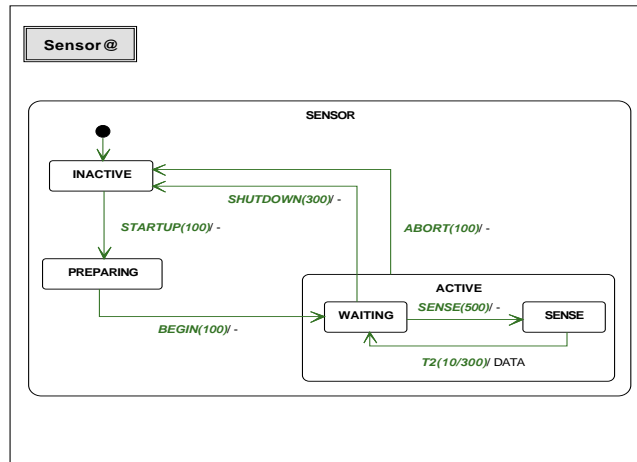 Sensor@
SENSOR
INACTIVE
SHUTDOWN(300)/ -
STARTUP(100)/ -
ABORT(100)/ -
PREPARING
ACTIVE
SENSE(500)/ -
WAITING
SENSE
BEGIN(100)/ -
T2(10/300)/ DATA